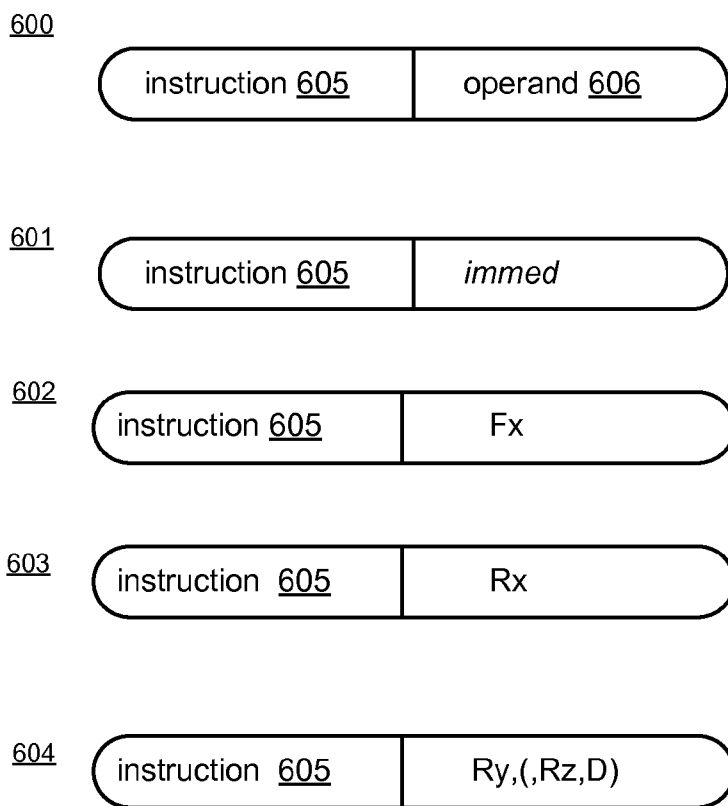 600
instruction 605 operand 606
601
instruction 605 immed
602
instruction 605 Fx
603
instruction 605 Rx
604
instruction 605 Ry,(,Rz,D)